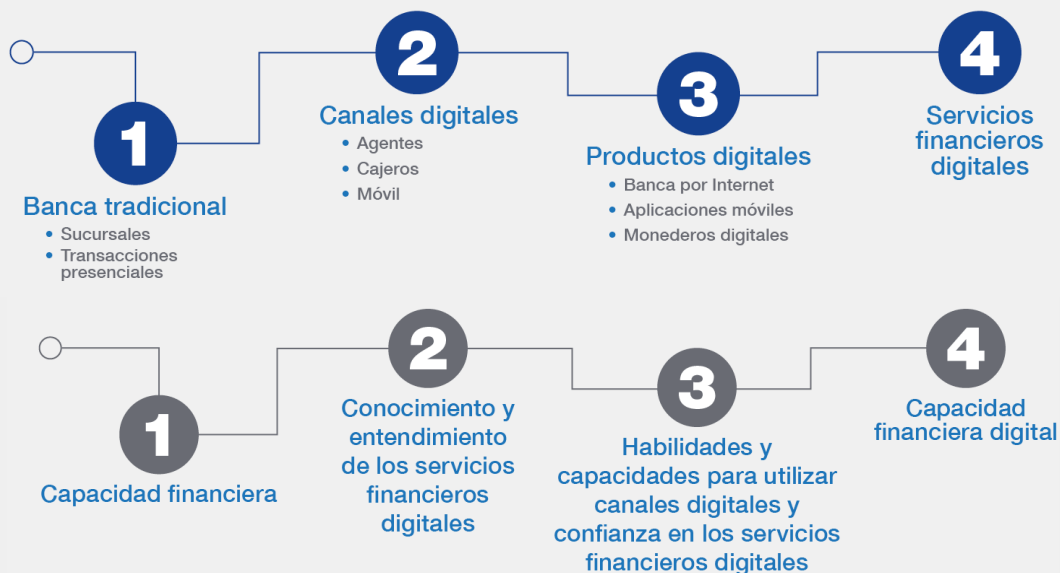 1
Banca tradicional
• Sucursales
• Transacciones
presenciales
2
Canales digitales
• Agentes
• Cajeros
• Móvil
3
Productos digitales
• Banca por Internet
• Aplicaciones móviles
• Monederos digitales
4
Servicios
financieros
digitales
1
Capacidad financiera
2
Conocimiento y
entendimiento
de los servicios
financieros
digitales
3
Habilidades y
capacidades para utilizar
canales digitales y
confianza en los servicios
financieros digitales
4
Capacidad
financiera digital